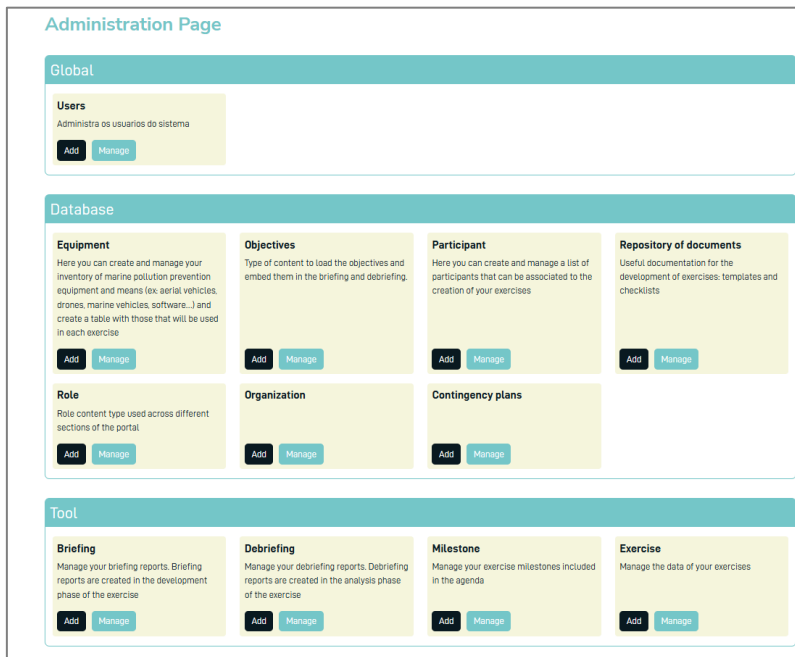 Administration Page
Global
Users
Administra os usuarios do sistema
Add Manage
Database
Equipment
Here you can create and manage your
inventory of marine pollution prevention
equipment and means (ex: aerial vehicles,
drones, marine vehicles, software...) and
create a table with those that will be used
in each exercise
Add Manage
Objectives
Type of content to load the objectives and
embed them in the briefing and debriefing.
Add Manage
Participant
Here you can create and manage a list of
participants that can be associated to the
creation of your exercises
Add Manage
Repository of documents
Useful documentation for the
development of exercises: templates and
checklists
Add Manage
Role
Role content type used across different
sections of the portal
Add Manage
Organization
Add Manage
Contingency plans
Add Manage
Tool
Briefing
Manage your briefing reports. Briefing
reports are created in the development
phase of the exercise
Add Manage
Debriefing
Manage your debriefing reports. Debriefing
reports are created in the analysis phase
of the exercise
Add Manage
Milestone
Manage your exercise milestones included
in the agenda
Add Manage
Exercise
Manage the data of your exercises
Add Manage